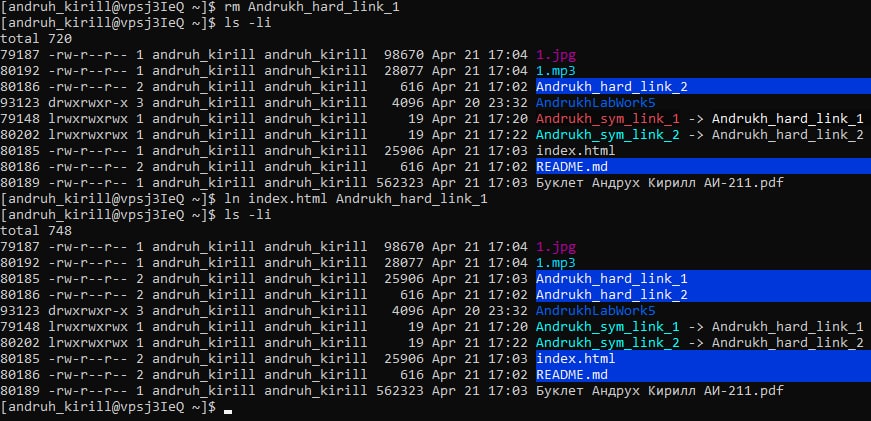 [andruh_kirill@vpsj3IeQ ~]$ rm Andrukh_hard_link_1
[andruh_kirill@vpsj3IeQ ~]$ ls -li
total 720
79187 -rw-r--r-- 1 andruh_kirill andruh_kirill  98670 Apr 21 17:04 1.jpg
80192 -rw-r--r-- 1 andruh_kirill andruh_kirill  28077 Apr 21 17:04 1.mp3
80186 -rw-r--r-- 2 andruh_kirill andruh_kirill    616 Apr 21 17:02 Andrukh_hard_link_2
93123 drwxrwxr-x 3 andruh_kirill andruh_kirill   4096 Apr 20 23:32 AndrukhLabWork5
79148 lrwxrwxrwx 1 andruh_kirill andruh_kirill     19 Apr 21 17:20 Andrukh_sym_link_1 -> Andrukh_hard_link_1
80202 lrwxrwxrwx 1 andruh_kirill andruh_kirill     19 Apr 21 17:22 Andrukh_sym_link_2 -> Andrukh_hard_link_2
80185 -rw-r--r-- 1 andruh_kirill andruh_kirill  25906 Apr 21 17:03 index.html
80186 -rw-r--r-- 2 andruh_kirill andruh_kirill    616 Apr 21 17:02 README.md
80189 -rw-r--r-- 1 andruh_kirill andruh_kirill 562323 Apr 21 17:03 Буклет Андрух Кирилл АИ-211.pdf
[andruh_kirill@vpsj3IeQ ~]$ ln index.html Andrukh_hard_link_1
[andruh_kirill@vpsj3IeQ ~]$ ls -li
total 748
79187 -rw-r--r-- 1 andruh_kirill andruh_kirill  98670 Apr 21 17:04 1.jpg
80192 -rw-r--r-- 1 andruh_kirill andruh_kirill  28077 Apr 21 17:04 1.mp3
80185 -rw-r--r-- 2 andruh_kirill andruh_kirill  25906 Apr 21 17:03 Andrukh_hard_link_1
80186 -rw-r--r-- 2 andruh_kirill andruh_kirill    616 Apr 21 17:02 Andrukh_hard_link_2
93123 drwxrwxr-x 3 andruh_kirill andruh_kirill   4096 Apr 20 23:32 AndrukhLabWork5
79148 lrwxrwxrwx 1 andruh_kirill andruh_kirill     19 Apr 21 17:20 Andrukh_sym_link_1 -> Andrukh_hard_link_1
80202 lrwxrwxrwx 1 andruh_kirill andruh_kirill     19 Apr 21 17:22 Andrukh_sym_link_2 -> Andrukh_hard_link_2
80185 -rw-r--r-- 2 andruh_kirill andruh_kirill  25906 Apr 21 17:03 index.html
80186 -rw-r--r-- 2 andruh_kirill andruh_kirill    616 Apr 21 17:02 README.md
80189 -rw-r--r-- 1 andruh_kirill andruh_kirill 562323 Apr 21 17:03 Буклет Андрух Кирилл АИ-211.pdf
[andruh_kirill@vpsj3IeQ ~]$